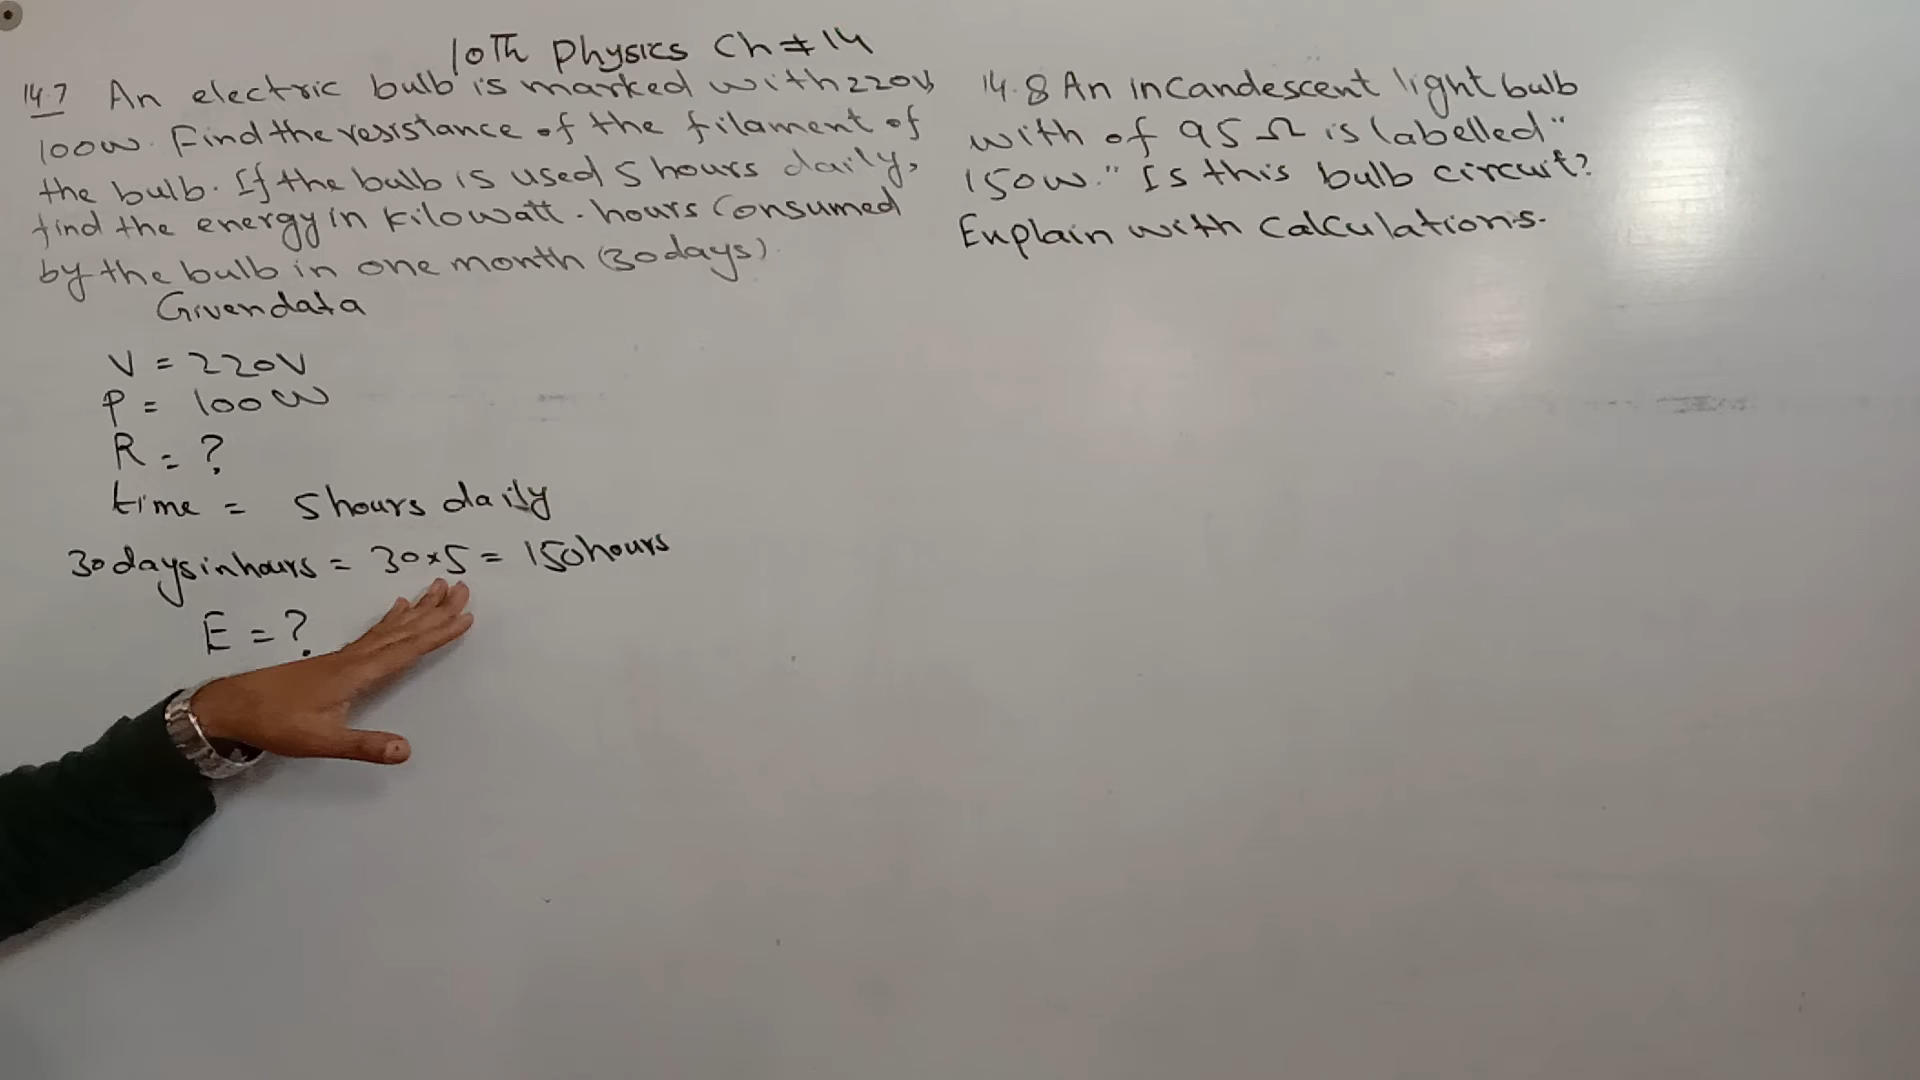 10Th Physics Ch # 14
14.7 An electric bulb is marked with 220V,
100W. Find the resistance of the filament of
the bulb. If the bulb is used 5 hours daily,
find the energy in kilowatt-hours Consumed
by the bulb in one month (30 days).
Given data
V = 220V
P = 100W
R = ?
time = 5 hours daily
30 days in hours = 30 × 5 = 150 hours
E = ?
14.8 An incandescent light bulb
with of 95 Ω is labelled "
150W." Is this bulb circuit?
Explain with Calculations.